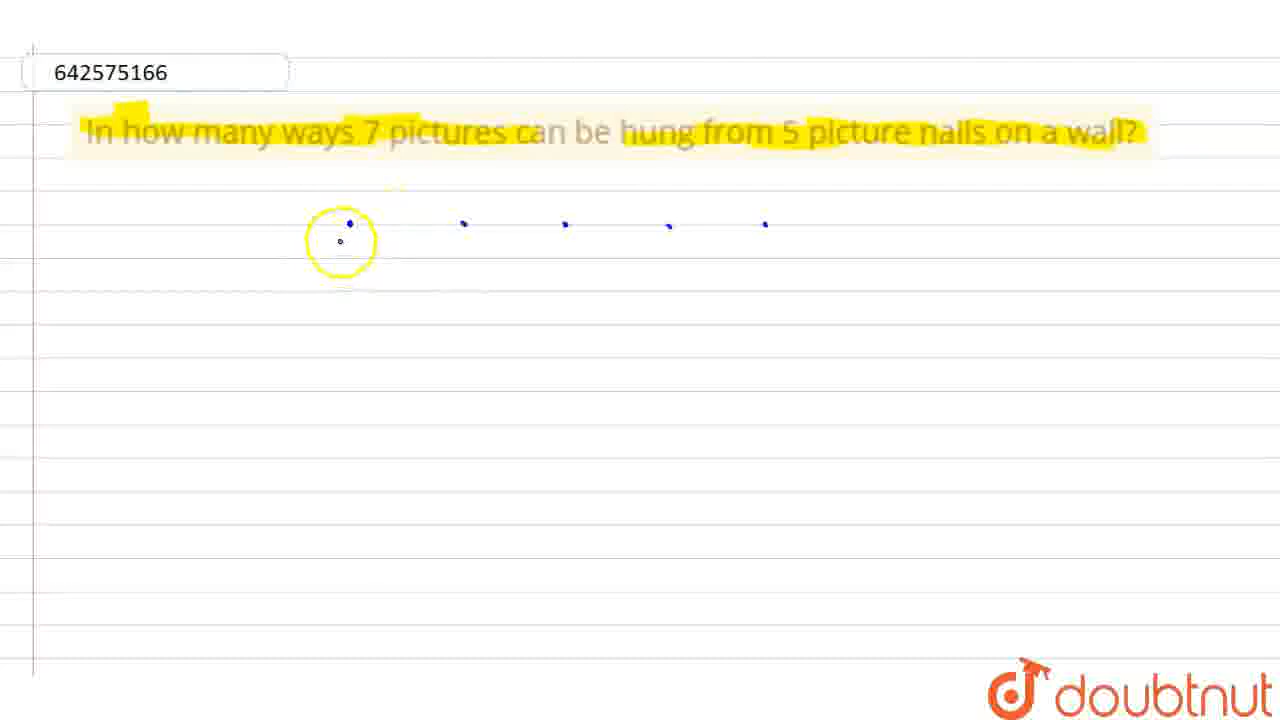 642575166
In how many ways 7 pictures can be hung from 5 picture nails on a wall?
doubtnut